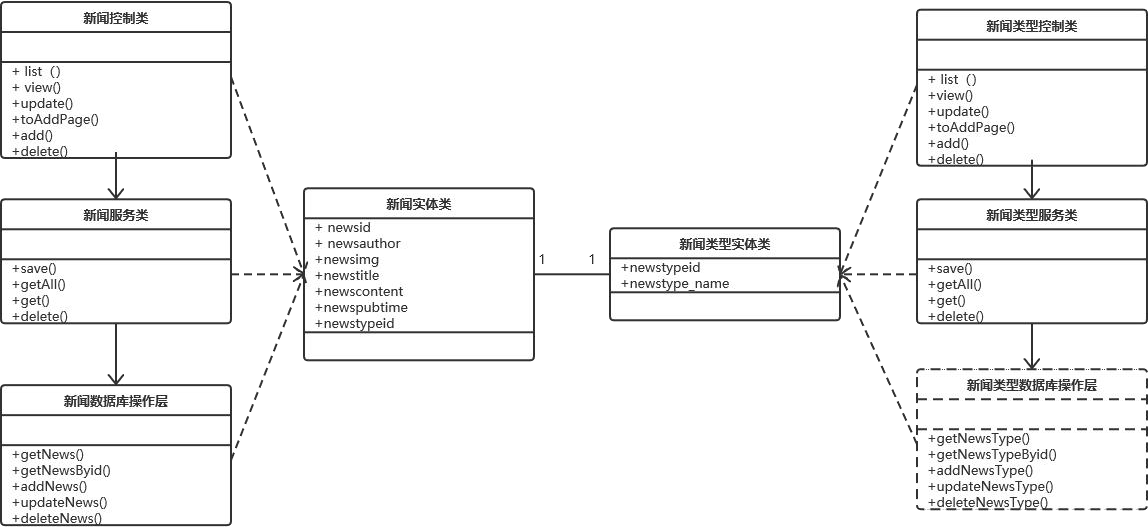 新闻控制类
+ list（）
+ view()
+update()
+toAddPage()
+add()
+delete()
新闻服务类
+save()
+getAll()
+get()
+delete()
新闻数据库操作层
+getNews()
+getNewsByid()
+addNews()
+updateNews()
+deleteNews()
新闻实体类
+ newsid
+ newsauthor
+newsimg
+newstitle
+newscontent
+newspubtime
+newstypeid
1
1
新闻类型实体类
+newstypeid
+newstype_name
新闻类型控制类
+ list（）
+view()
+update()
+toAddPage()
+add()
+delete()
新闻类型服务类
+save()
+getAll()
+get()
+delete()
新闻类型数据库操作层
+getNewsType()
+getNewsTypeByid()
+addNewsType()
+updateNewsType()
+deleteNewsType()